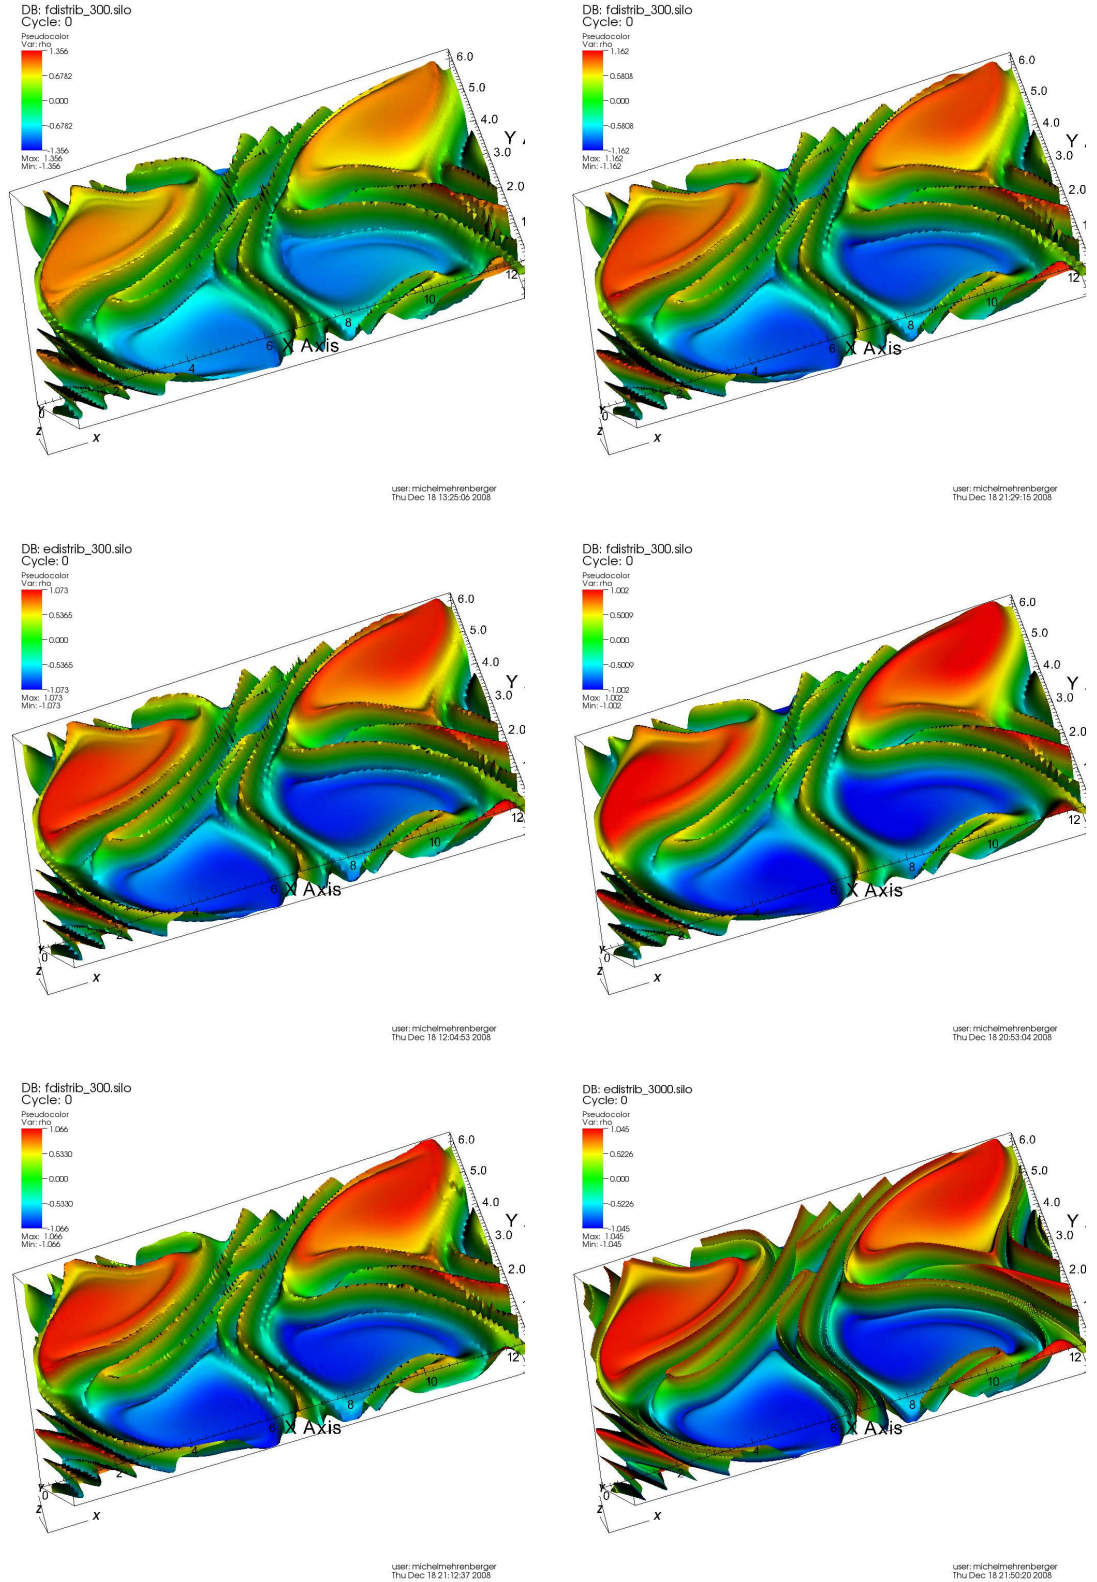 DB: fdistrib_300.silo
Cycle: 0
Pseudocolor
Var: rho
1.356
0.6782
0.000
-0.6782
-1.356
Max: 1.356
Min: -1.356
6.0
5.0
4.0
Y
3.0
2.0
1
12
10
8
6
X Axis
4
2
Y
0
Z
X
user: michelmehrenberger
Thu Dec 18 13:25:06 2008
DB: fdistrib_300.silo
Cycle: 0
Pseudocolor
Var: rho
1.162
0.5808
0.000
-0.5808
-1.162
Max: 1.162
Min: -1.162
6.0
5.0
4.0
Y
3.0
2.0
1
12
10
8
6
X Axis
4
2
Y
0
Z
X
user: michelmehrenberger
Thu Dec 18 21:29:15 2008
DB: edistrib_300.silo
Cycle: 0
Pseudocolor
Var: rho
1.073
0.5365
0.000
-0.5365
-1.073
Max: 1.073
Min: -1.073
6.0
5.0
4.0
Y
3.0
2.0
12
10
8
6
X Axis
4
2
Y
0
Z
X
user: michelmehrenberger
Thu Dec 18 12:04:53 2008
DB: fdistrib_300.silo
Cycle: 0
Pseudocolor
Var: rho
1.002
0.5009
0.000
-0.5009
-1.002
Max: 1.002
Min: -1.002
6.0
5.0
4.0
Y
3.0
2.0
12
10
8
6
X Axis
4
2
Y
0
Z
X
user: michelmehrenberger
Thu Dec 18 20:53:04 2008
DB: fdistrib_300.silo
Cycle: 0
Pseudocolor
Var: rho
1.066
0.5330
0.000
-0.5330
-1.066
Max: 1.066
Min: -1.066
6.0
5.0
4.0
Y
3.0
2.0
12
10
8
6
X Axis
4
2
Y
0
Z
X
user: michelmehrenberger
Thu Dec 18 21:12:37 2008
DB: edistrib_3000.silo
Cycle: 0
Pseudocolor
Var: rho
1.045
0.5226
0.000
-0.5226
-1.045
Max: 1.045
Min: -1.045
6.0
5.0
4.0
Y
3.0
2.0
12
10
8
6
X Axis
4
2
Y
0
Z
X
user: michelmehrenberger
Thu Dec 18 21:50:20 2008